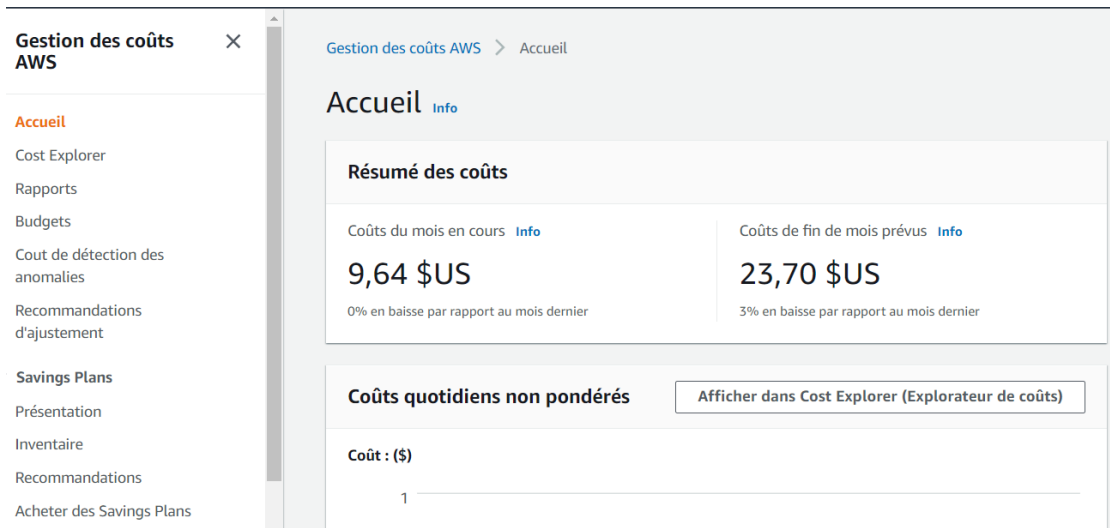 Gestion des coûts
AWS
Accueil
Cost Explorer
Rapports
Budgets
Cout de détection des
anomalies
Recommandations
d'ajustement
Savings Plans
Présentation
Inventaire
Recommandations
Acheter des Savings Plans
Gestion des coûts AWS > Accueil
Accueil Info
Résumé des coûts
Coûts du mois en cours Info
9,64 $US
0% en baisse par rapport au mois dernier
Coûts de fin de mois prévus Info
23,70 $US
3% en baisse par rapport au mois dernier
Coûts quotidiens non pondérés
Afficher dans Cost Explorer (Explorateur de coûts)
Coût : ($)
1